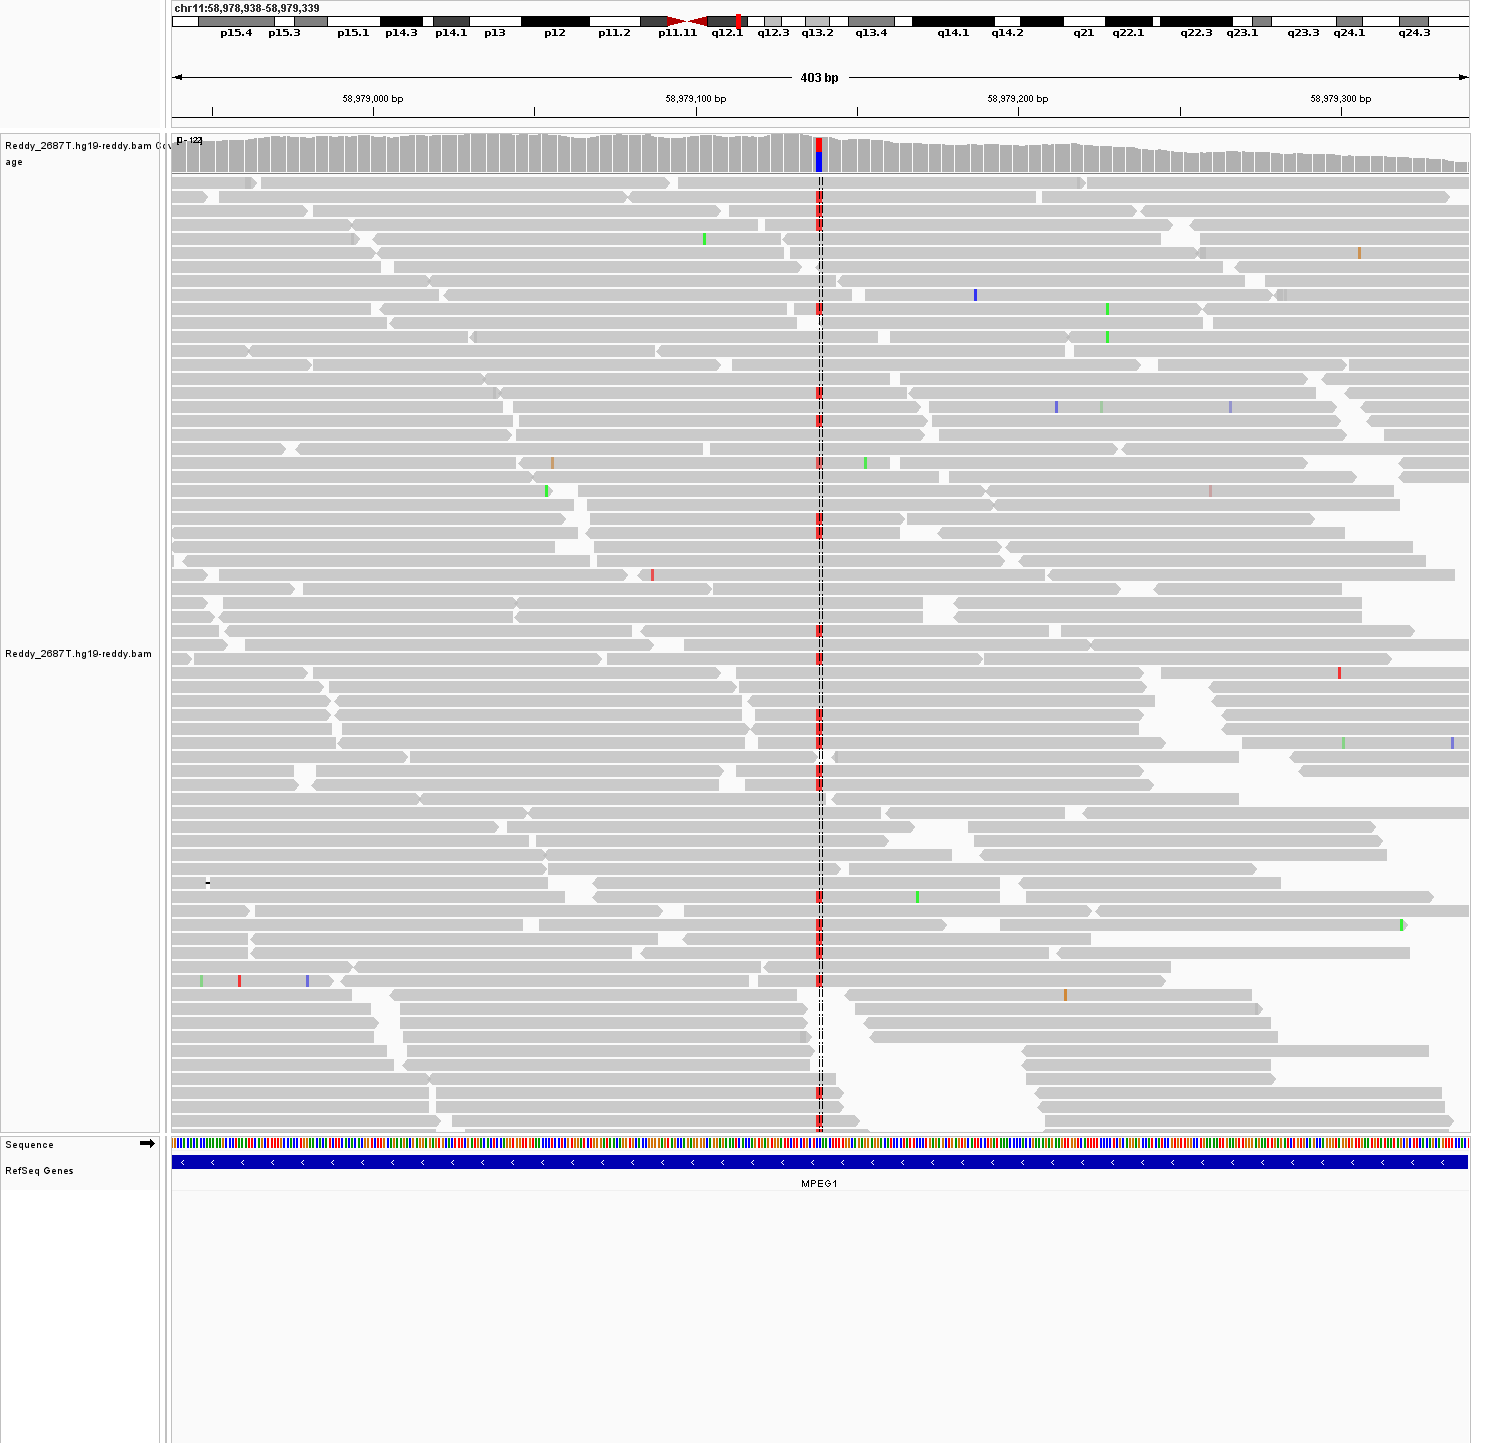 chr11:58,978,938-58,979,339
p15.4 p15.3 p15.1 p14.3 p14.1 p13 p12 p11.2 p11.11 q12.1 q12.3 q13.2 q13.4 q14.1 q14.2 q21 q22.1 q22.3 q23.1 q23.3 q24.1 q24.3
403 bp
58,979,000 bp 58,979,100 bp 58,979,200 bp 58,979,300 bp
Reddy_2687T.hg19-reddy.bam Cov
age
[0 - 122]
Reddy_2687T.hg19-reddy.bam
Sequence
RefSeq Genes
MPEG1